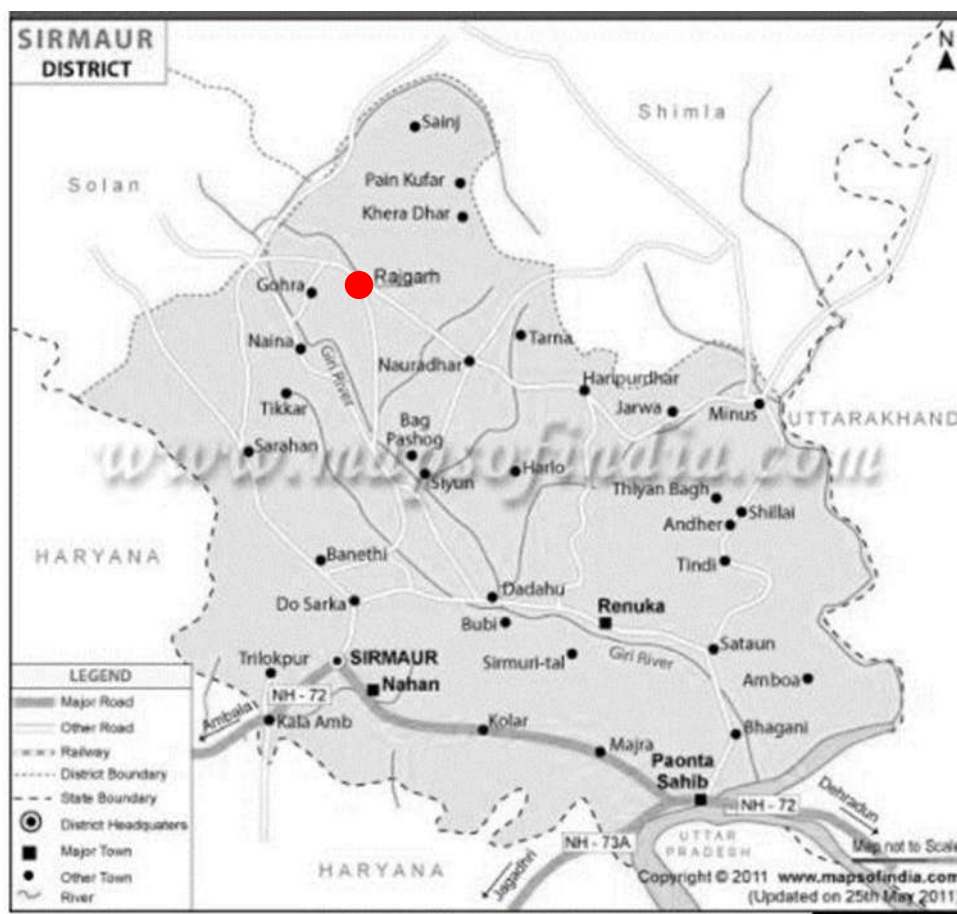 SIRMAUR
DISTRICT
N
Shimla
Solan
Sainj
Pain Kufar
Khera Dhar
Rajgarh
Gohra
Tarna
Naina
Giri River
Nauradhar
Haripurdhar
Tikkar
Jarwa
Minus
UTTARAKHAND
Bag
Pashog
www.mapsofindia.com
Sarahan
Siyun
Harlo
Thiyan Bagh
Shillai
Andher
HARYANA
Banethi
Tindi
Dadahu
Do Sarka
Renuka
Bubi
Sataun
Giri River
SIRMAUR
Sirmuri-tal
Trilokpur
Nahan
Amboa
NH - 72
Ambala
Kala Amb
Kolar
Bhagani
Majra
Paonta
Sahib
NH - 72
Dehradun
NH - 73A
UTTAR
PRADESH
Map not to Scale
HARYANA
Jagadhri
LEGEND
Major Road
Other Road
Railway
District Boundary
State Boundary
District Headquaters
Major Town
Other Town
River
Copyright © 2011 www.mapsofindia.com
(Updated on 25th May 2011)